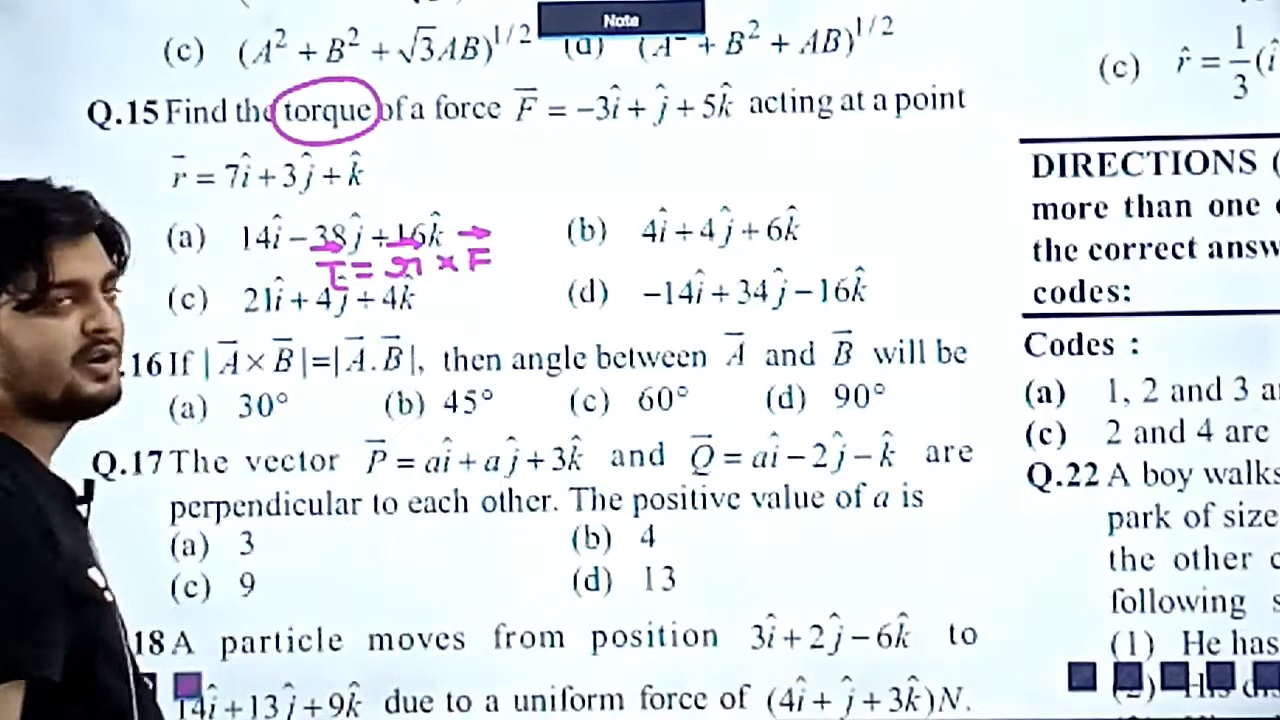 Note
(c) (A² + B² + √3AB)^1/2 (d) (A² + B² + AB)^1/2
Q.15 Find the torque of a force F̅ = −3î + ĵ + 5k̂ acting at a point
r̅ = 7î + 3ĵ + k̂
(a) 14î − 38ĵ + 16k̂ (b) 4î + 4ĵ + 6k̂
τ⃗ = r⃗ × F⃗
(c) 21î + 4ĵ + 4k̂ (d) −14î + 34ĵ − 16k̂
.16 If | A̅ × B̅ |=| A̅ . B̅ |, then angle between A̅ and B̅ will be
(a) 30° (b) 45° (c) 60° (d) 90°
Q.17 The vector P̅ = aî + aĵ + 3k̂ and Q̅ = aî − 2ĵ − k̂ are
perpendicular to each other. The positive value of a is
(a) 3 (b) 4
(c) 9 (d) 13
18 A particle moves from position 3î + 2ĵ − 6k̂ to
14î + 13ĵ + 9k̂ due to a uniform force of (4î + ĵ + 3k̂)N.
(c) r̂ = 1/3 (î
DIRECTIONS (
more than one
the correct answ
codes:
Codes :
(a) 1, 2 and 3 a
(c) 2 and 4 are
Q.22 A boy walks
park of size
the other
following s
(1) He has